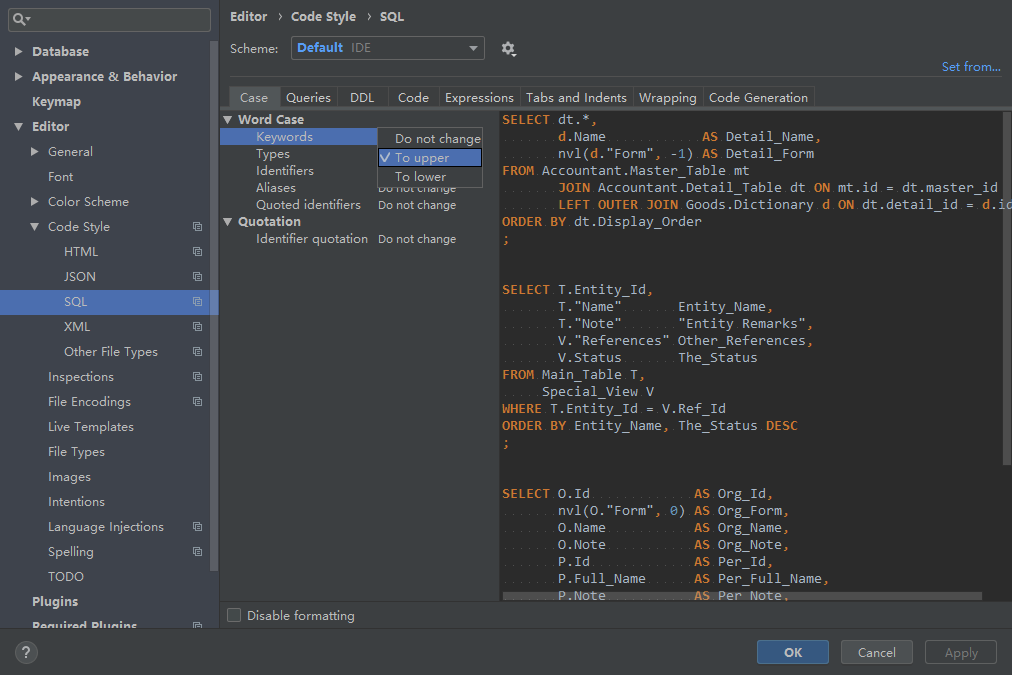 Editor › Code Style › SQL
Scheme: Default IDE
Set from...
Database
Appearance & Behavior
Keymap
Editor
General
Font
Color Scheme
Code Style
HTML
JSON
SQL
XML
Other File Types
Inspections
File Encodings
Live Templates
File Types
Images
Intentions
Language Injections
Spelling
TODO
Plugins
Required Plugins
Case Queries DDL Code Expressions Tabs and Indents Wrapping Code Generation
Word Case
Keywords
Types
Identifiers
Aliases Do not change
Quoted identifiers Do not change
Quotation
Identifier quotation Do not change
Do not change
To upper
To lower
SELECT dt.*,
d.Name AS Detail_Name,
nvl(d."Form", -1) AS Detail_Form
FROM Accountant.Master_Table mt
JOIN Accountant.Detail_Table dt ON mt.id = dt.master_id
LEFT OUTER JOIN Goods.Dictionary d ON dt.detail_id = d.id
ORDER BY dt.Display_Order
;
SELECT T.Entity_Id,
T."Name" Entity_Name,
T."Note" "Entity Remarks",
V."References" Other_References,
V.Status The_Status
FROM Main_Table T,
Special_View V
WHERE T.Entity_Id = V.Ref_Id
ORDER BY Entity_Name, The_Status DESC
;
SELECT O.Id AS Org_Id,
nvl(O."Form", 0) AS Org_Form,
O.Name AS Org_Name,
O.Note AS Org_Note,
P.Id AS Per_Id,
P.Full_Name AS Per_Full_Name,
P.Note AS Per_Note,
Disable formatting
?
OK Cancel Apply